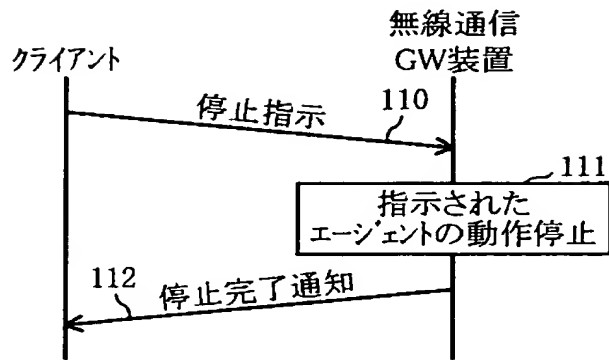 クライアント
無線通信
GW装置
停止指示
110
111
指示された
エージェントの動作停止
112
停止完了通知